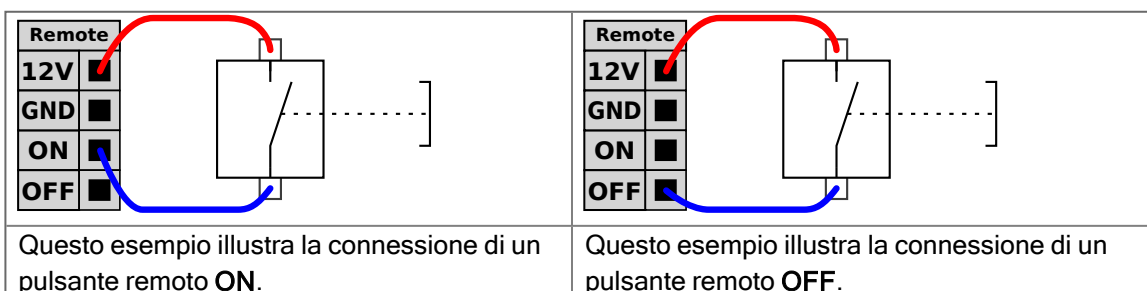 Remote
12V
GND
ON
OFF
Remote
12V
GND
ON
OFF
Questo esempio illustra la connessione di un
pulsante remoto ON.
Questo esempio illustra la connessione di un
pulsante remoto OFF.